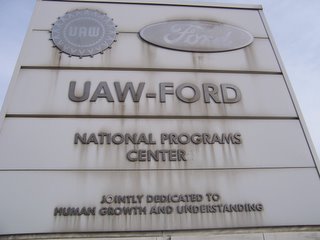 UAW Ford
UAW-FORD
NATIONAL PROGRAMS
CENTER
JOINTLY DEDICATED TO
HUMAN GROWTH AND UNDERSTANDING